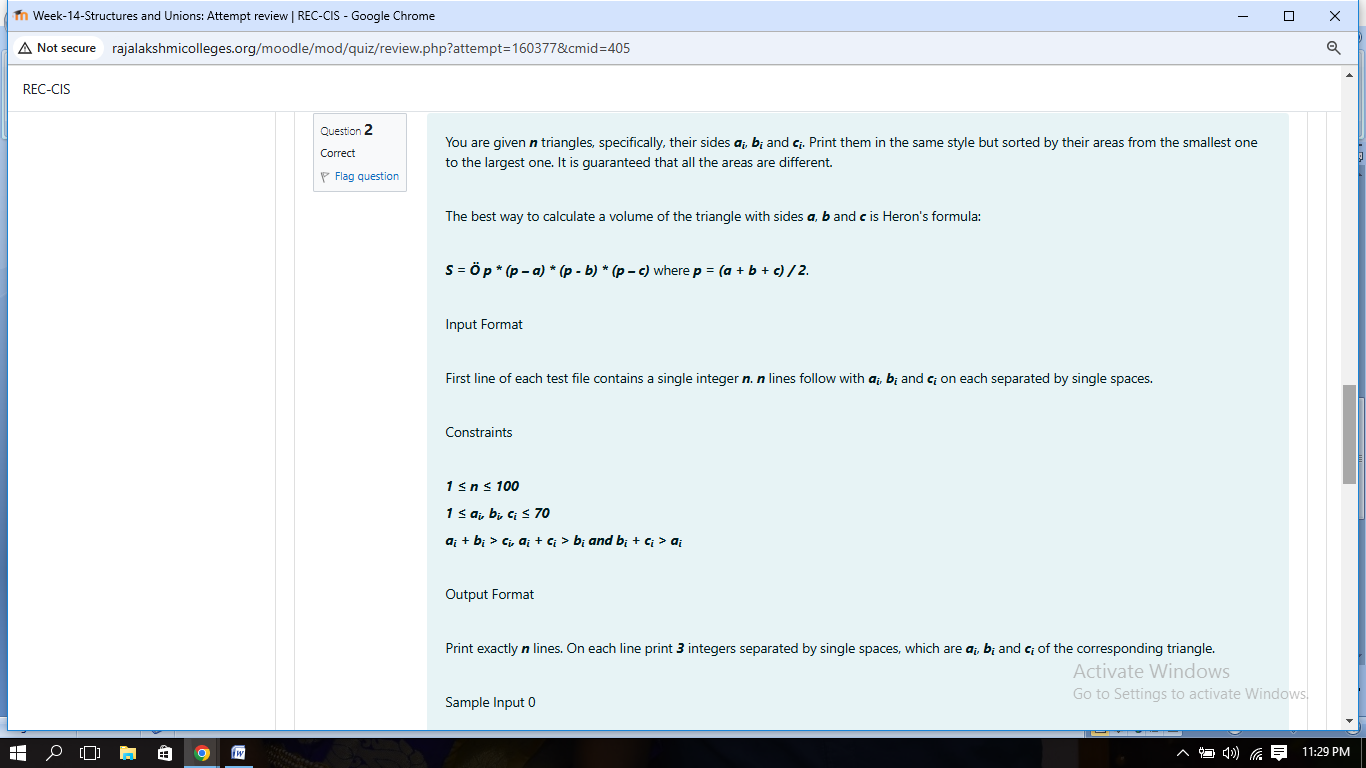 Week-14-Structures and Unions: Attempt review | REC-CIS - Google Chrome
Not secure rajalakshmicolleges.org/moodle/mod/quiz/review.php?attempt=160377&cmid=405
REC-CIS
Question 2
Correct
Flag question
You are given n triangles, specifically, their sides aᵢ, bᵢ and cᵢ. Print them in the same style but sorted by their areas from the smallest one
to the largest one. It is guaranteed that all the areas are different.
The best way to calculate a volume of the triangle with sides a, b and c is Heron's formula:
S = Ö p * (p – a) * (p - b) * (p – c) where p = (a + b + c) / 2.
Input Format
First line of each test file contains a single integer n. n lines follow with aᵢ, bᵢ and cᵢ on each separated by single spaces.
Constraints
1 ≤ n ≤ 100
1 ≤ aᵢ, bᵢ, cᵢ ≤ 70
aᵢ + bᵢ > cᵢ, aᵢ + cᵢ > bᵢ and bᵢ + cᵢ > aᵢ
Output Format
Print exactly n lines. On each line print 3 integers separated by single spaces, which are aᵢ, bᵢ and cᵢ of the corresponding triangle.
Sample Input 0
Activate Windows
Go to Settings to activate Windows.
11:29 PM